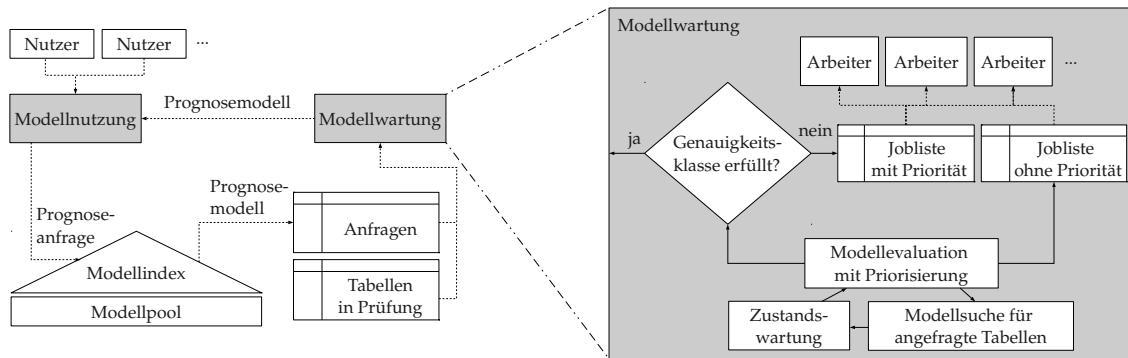 Nutzer
Nutzer
...
Modellnutzung
Prognosemodell
Modellwartung
Prognose-
anfrage
Prognose-
modell
Modellindex
Modellpool
Anfragen
Tabellen
in Prüfung
Modellwartung
Arbeiter
Arbeiter
Arbeiter
...
ja
Genauigkeits-
klasse erfüllt?
nein
Jobliste
mit Priorität
Jobliste
ohne Priorität
Modellevaluation
mit Priorisierung
Zustands-
wartung
Modellsuche für
angefragte Tabellen